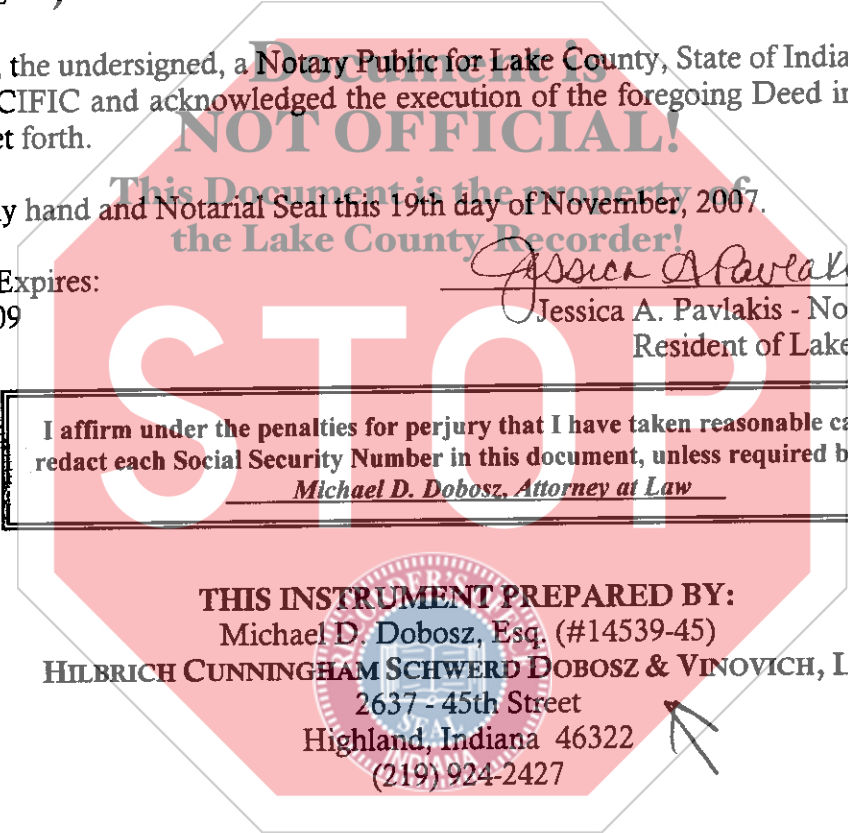 the undersigned, a Notary Public for Lake County, State of India
CIFIC and acknowledged the execution of the foregoing Deed in
et forth.
y hand and Notarial Seal this 19th day of November, 2007.
Document is
NOT OFFICIAL!
This Document is the property of
the Lake County Recorder!
STOP
Expires:
09
Jessica A Pavlak
Jessica A. Pavlakis - No
Resident of Lake
I affirm under the penalties for perjury that I have taken reasonable ca
redact each Social Security Number in this document, unless required b
Michael D. Dobosz, Attorney at Law
THIS INSTRUMENT PREPARED BY:
Michael D. Dobosz, Esq. (#14539-45)
HILBRICH CUNNINGHAM SCHWERD DOBOSZ & VINOVICH, L
2637 - 45th Street
Highland, Indiana 46322
(219) 924-2427
SEAL
INDIANA